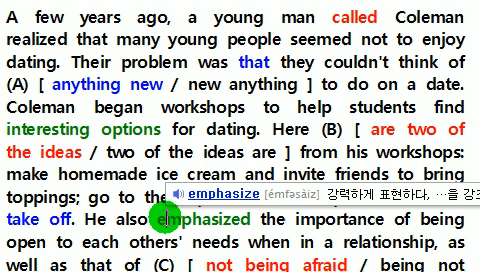 A few years ago, a young man called Coleman
realized that many young people seemed not to enjoy
dating. Their problem was that they couldn't think of
(A) [ anything new / new anything ] to do on a date.
Coleman began workshops to help students find
interesting options for dating. Here (B) [ are two of
the ideas / two of the ideas are ] from his workshops:
make homemade ice cream and invite friends to bring
toppings; go to the
emphasize [émfəsàiz] 강력하게 표현하다, …을 강조
take off. He also emphasized the importance of being
open to each others' needs when in a relationship, as
well as that of (C) [ not being afraid / being not